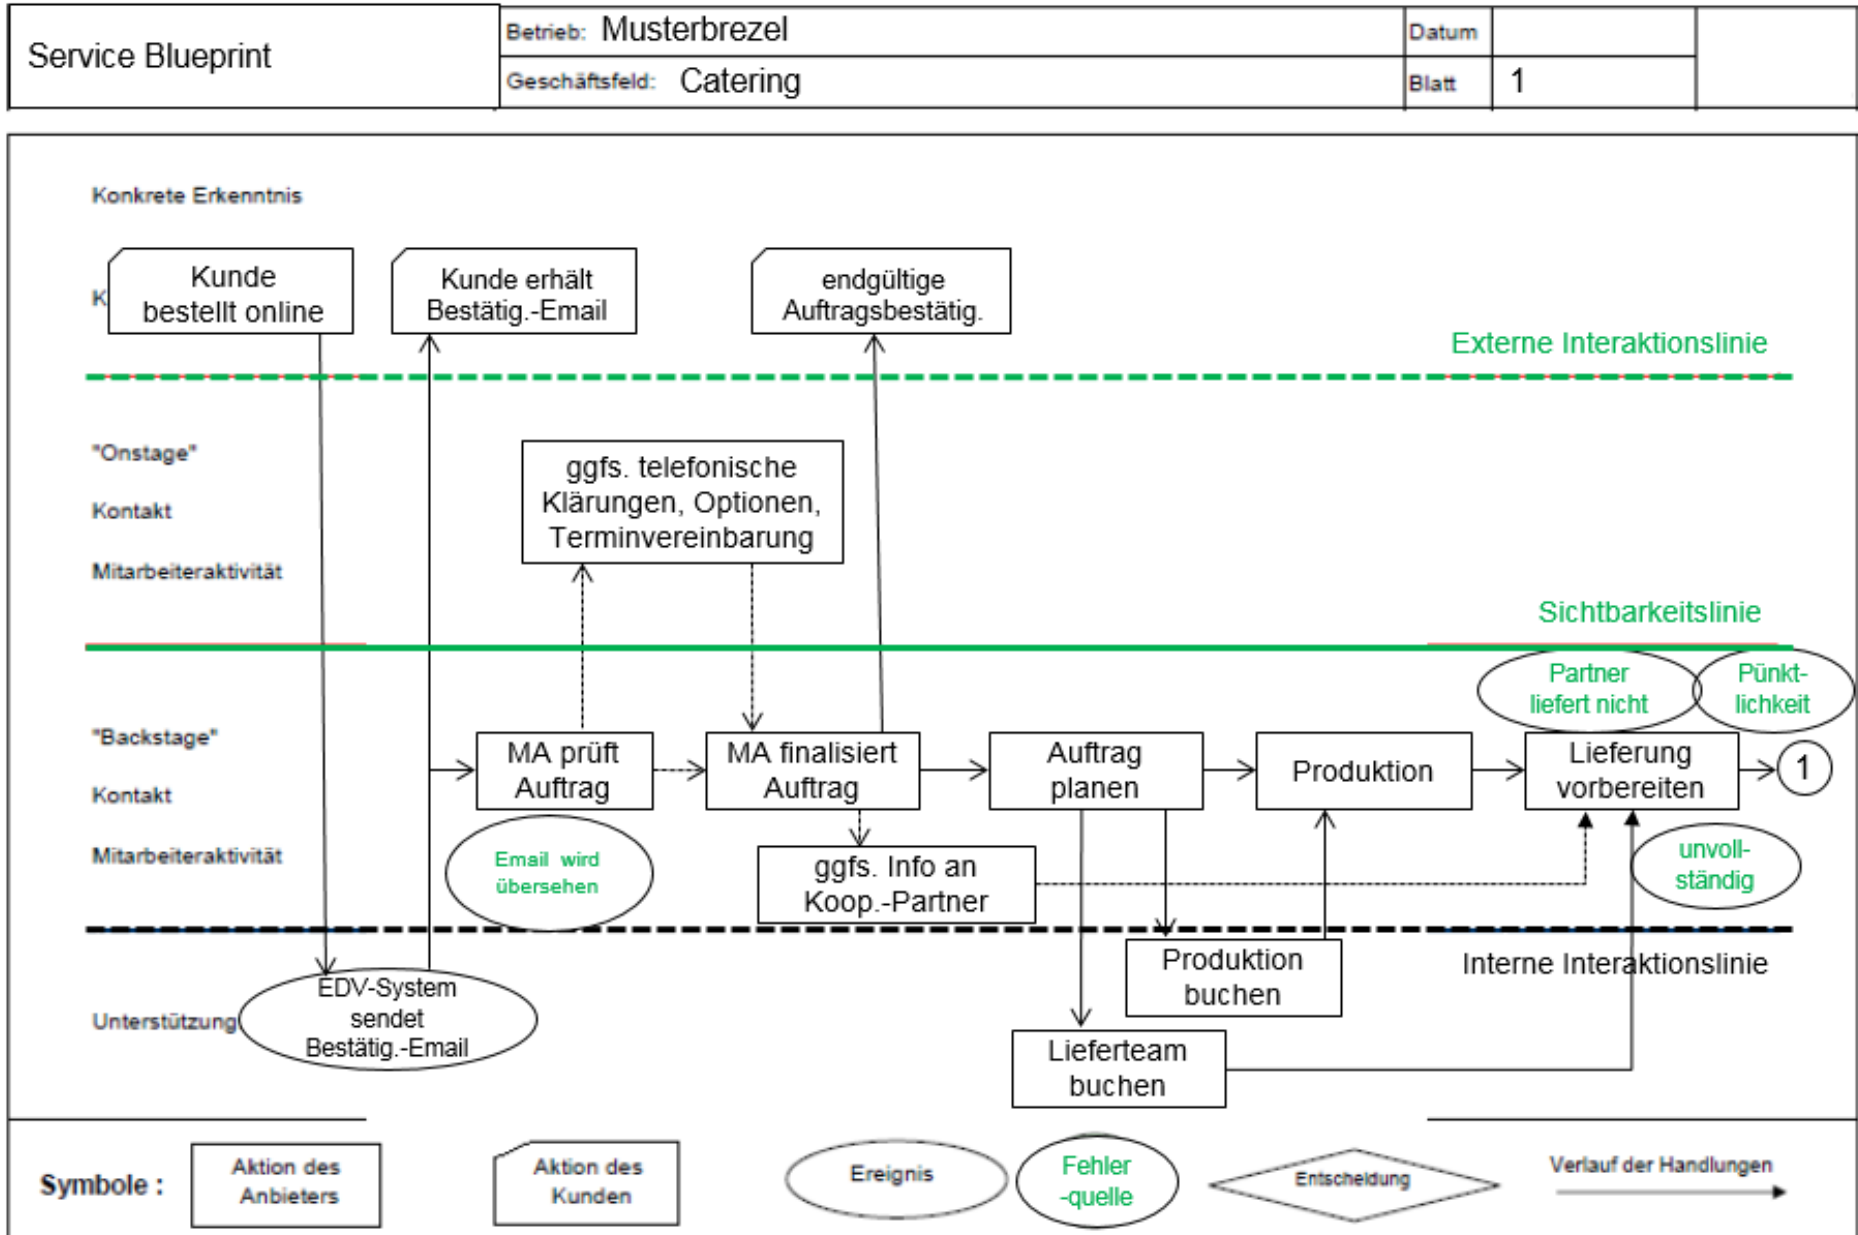 Service Blueprint
Betrieb: Musterbrezel
Datum
Geschäftsfeld: Catering
Blatt 1
Konkrete Erkenntnis
K
Kunde
bestellt online
Kunde erhält
Bestätig.-Email
endgültige
Auftragsbestätig.
Externe Interaktionslinie
"Onstage"
Kontakt
Mitarbeiteraktivität
ggfs. telefonische
Klärungen, Optionen,
Terminvereinbarung
Sichtbarkeitslinie
Partner
liefert nicht
Pünkt-
lichkeit
"Backstage"
Kontakt
Mitarbeiteraktivität
MA prüft
Auftrag
MA finalisiert
Auftrag
Auftrag
planen
Produktion
Lieferung
vorbereiten
1
Email wird
übersehen
ggfs. Info an
Koop.-Partner
unvoll-
ständig
Interne Interaktionslinie
Unterstützung
EDV-System
sendet
Bestätig.-Email
Produktion
buchen
Lieferteam
buchen
Symbole :
Aktion des
Anbieters
Aktion des
Kunden
Ereignis
Fehler
-quelle
Entscheidung
Verlauf der Handlungen